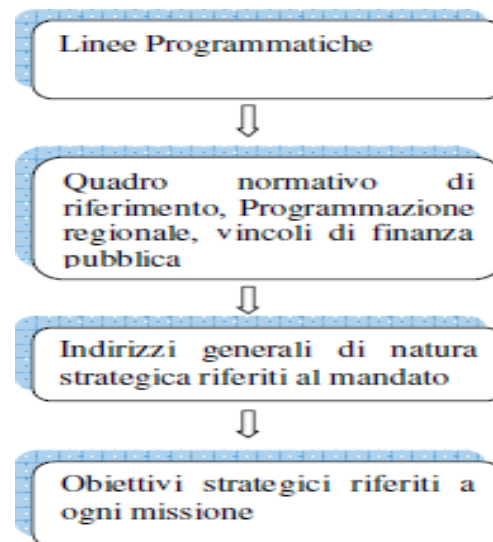 Linee Programmatiche
Quadro normativo di
riferimento, Programmazione
regionale, vincoli di finanza
pubblica
Indirizzi generali di natura
strategica riferiti al mandato
Obiettivi strategici riferiti a
ogni missione